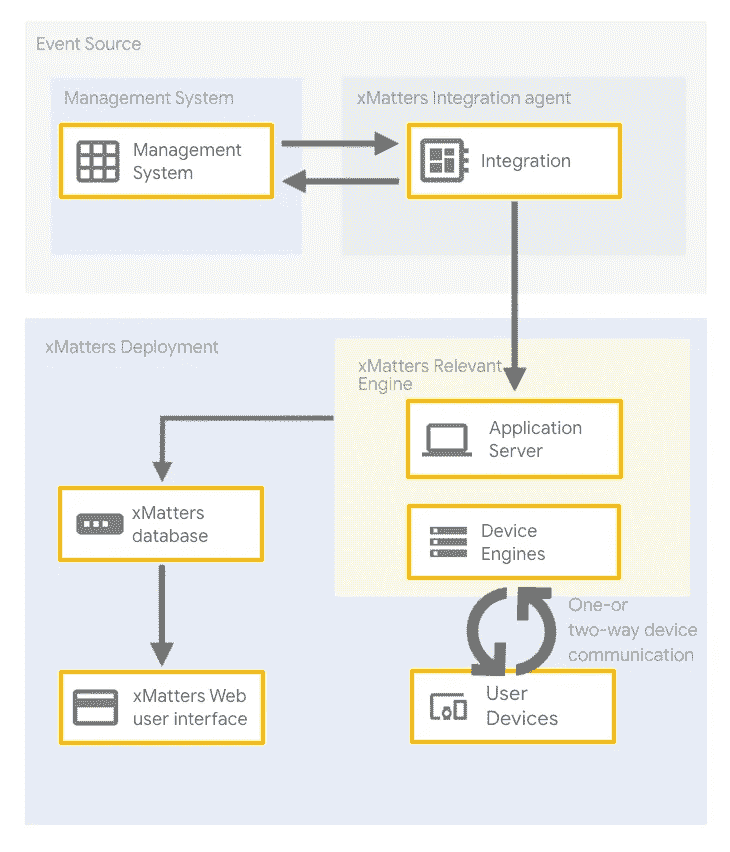 Event Source
Management System
xMatters Integration agent
Management
System
Integration
xMatters Deployment
xMatters Relevant
Engine
Application
Server
xMatters
database
Device
Engines
One-or
two-way device
communication
xMatters Web
user interface
User
Devices